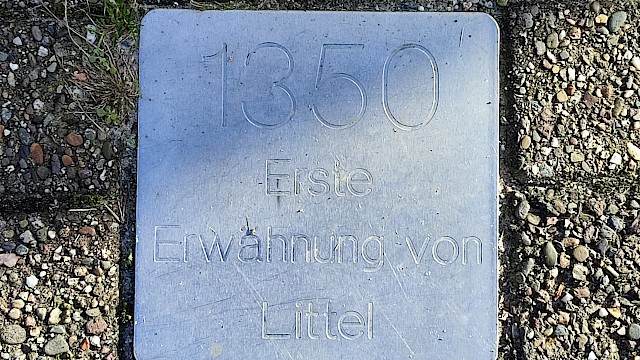 1350
Erste
Erwähnung von
Littel